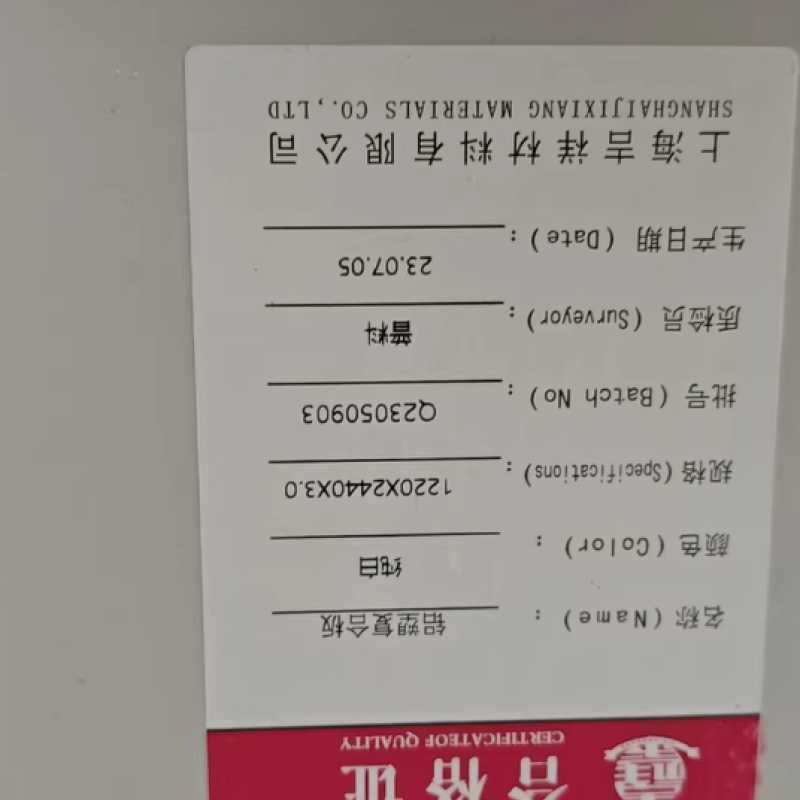 合格证
CERTIFICATEOF QUALITY
名称 (Name) : 铝塑复合板
颜色 (Color) : 纯白
规格 (Specifications) : 1220X2440X3.0
批号 (Batch No) : Q23050903
质检员 (Surveyor) : 普料
生产日期 (Date) : 23.07.05
上海吉祥材料有限公司
SHANGHAIJIXIANG MATERIALS CO.,LTD